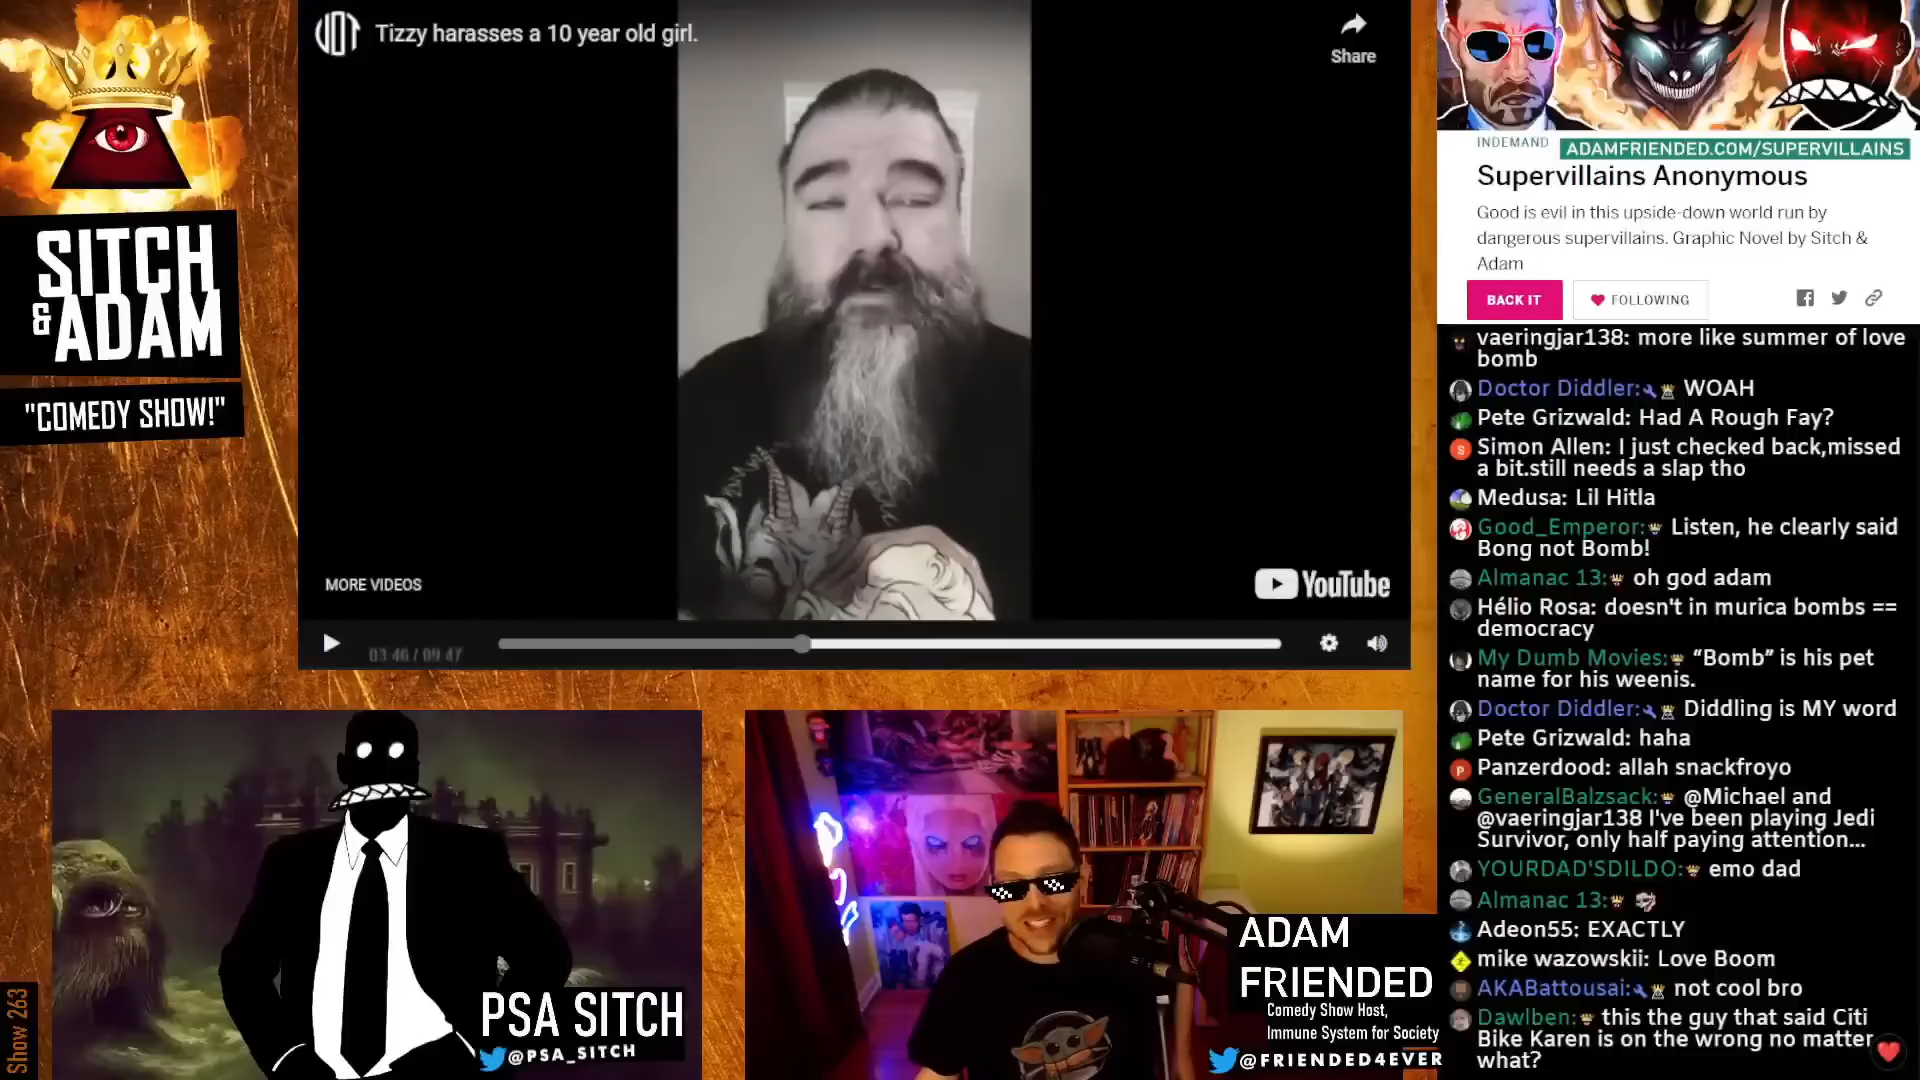 Tizzy harasses a 10 year old girl.
Share
MORE VIDEOS
YouTube
03:46 / 09:47
SITCH
& ADAM
"COMEDY SHOW!"
Show 263
PSA SITCH
@PSA_SITCH
ADAM
FRIENDED
Comedy Show Host,
Immune System for Society
@FRIENDED4EVER
INDEMAND
ADAMFRIENDED.COM/SUPERVILLAINS
Supervillains Anonymous
Good is evil in this upside-down world run by
dangerous supervillains. Graphic Novel by Sitch &
Adam
BACK IT
FOLLOWING
vaeringjar138: more like summer of love
bomb
Doctor Diddler: WOAH
Pete Grizwald: Had A Rough Fay?
Simon Allen: I just checked back,missed
a bit.still needs a slap tho
Medusa: Lil Hitla
Good_Emperor: Listen, he clearly said
Bong not Bomb!
Almanac 13: oh god adam
Hélio Rosa: doesn't in murica bombs ==
democracy
My Dumb Movies: “Bomb” is his pet
name for his weenis.
Doctor Diddler: Diddling is MY word
Pete Grizwald: haha
Panzerdood: allah snackfroyo
GeneralBalzsack: @Michael and
@vaeringjar138 I've been playing Jedi
Survivor, only half paying attention...
YOURDAD'SDILDO: emo dad
Almanac 13:
Adeon55: EXACTLY
mike wazowskii: Love Boom
AKABattousai: not cool bro
Dawlben: this the guy that said Citi
Bike Karen is on the wrong no matter
what?